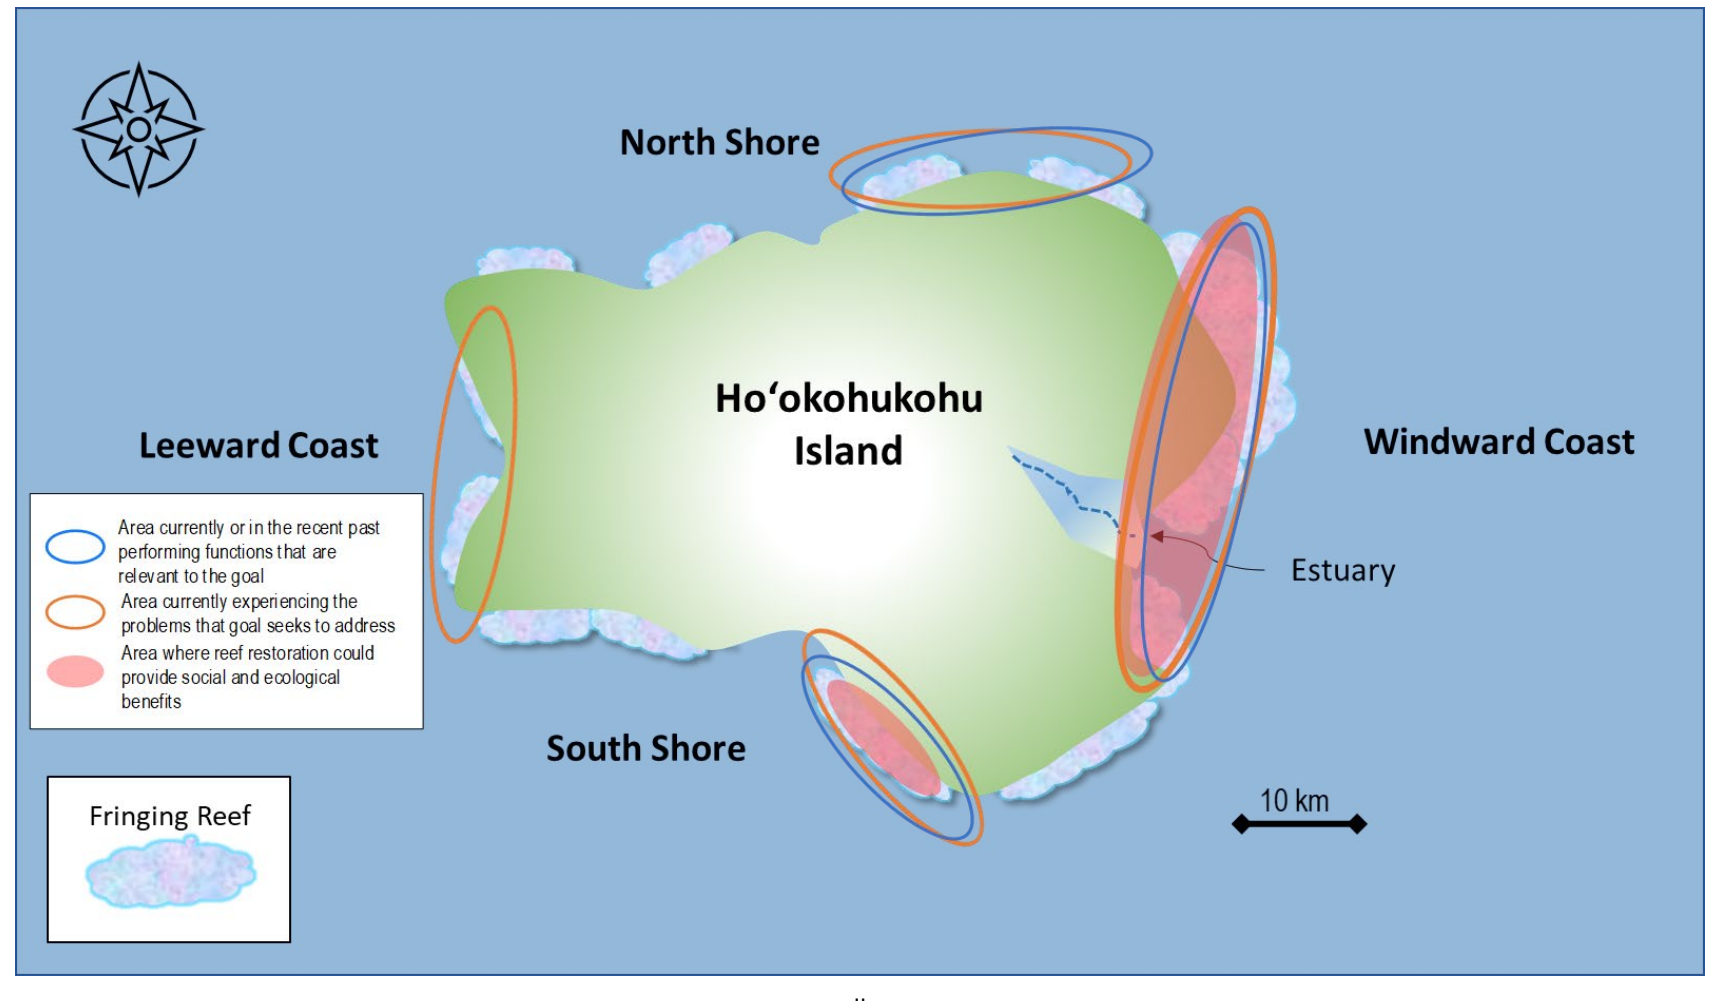 North Shore
Hoʻokohukohu
Island
Leeward Coast
Windward Coast
Area currently or in the recent past
performing functions that are
relevant to the goal
Area currently experiencing the
problems that goal seeks to address
Area where reef restoration could
provide social and ecological
benefits
Estuary
South Shore
10 km
Fringing Reef